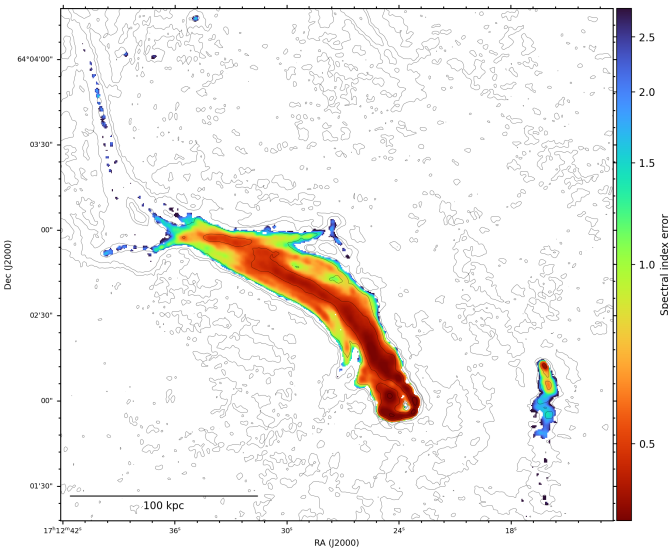 64°04'00"
03'30"
00"
02'30"
00"
01'30"
Dec (J2000)
100 kpc
17ʰ12ᵐ42ˢ
36ˢ
30ˢ
24ˢ
18ˢ
RA (J2000)
2.5
2.0
1.5
1.0
0.5
Spectral index error